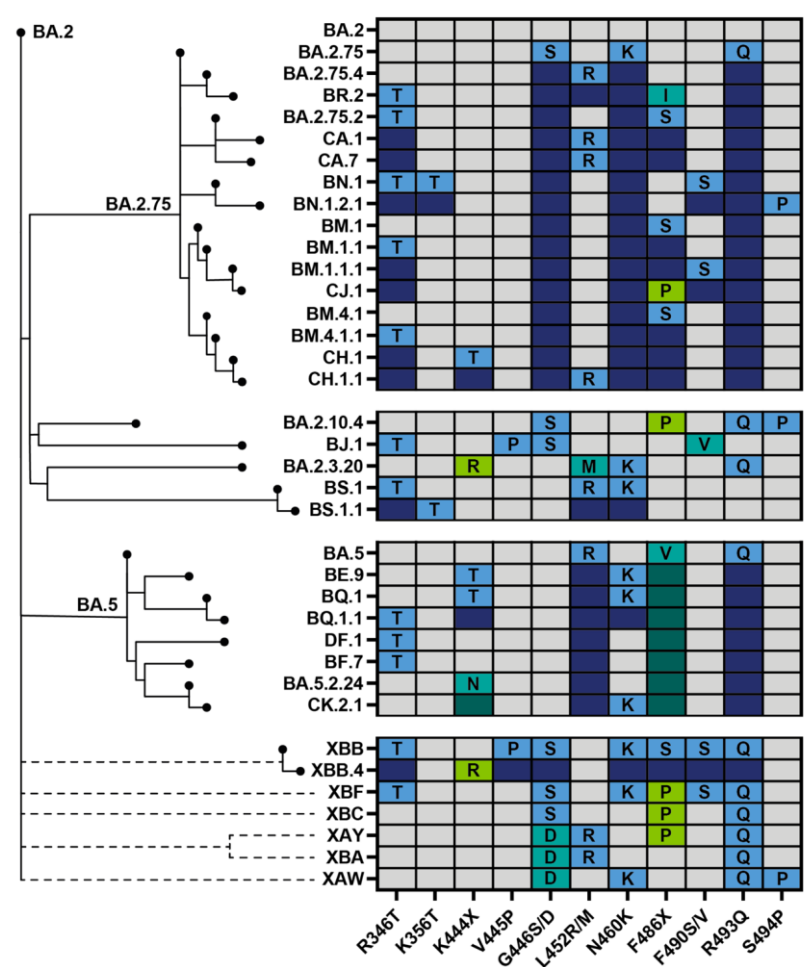 BA.2 BA.2
BA.2.75 S K Q
BA.2.75.4 R
BR.2 T I
BA.2.75.2 T S
CA.1 R
CA.7 R
BN.1 T T S
BA.2.75 BN.1.2.1 P
BM.1 S
BM.1.1 T
BM.1.1.1 S
CJ.1 P
BM.4.1 S
BM.4.1.1 T
CH.1 T
CH.1.1 R
BA.2.10.4 S P Q P
BJ.1 T P S V
BA.2.3.20 R M K Q
BS.1 T R K
BS.1.1 T
BA.5 R V Q
BE.9 T K
BA.5 BQ.1 T K
BQ.1.1 T
DF.1 T
BF.7 T
BA.5.2.24 N
CK.2.1 K
XBB T P S K S S Q
XBB.4 R
XBF T S K P S Q
XBC S P Q
XAY D R P Q
XBA D R Q
XAW D K Q P
R346T K356T K444X V445P G446S/D L452R/M N460K F486X F490S/V R493Q S494P